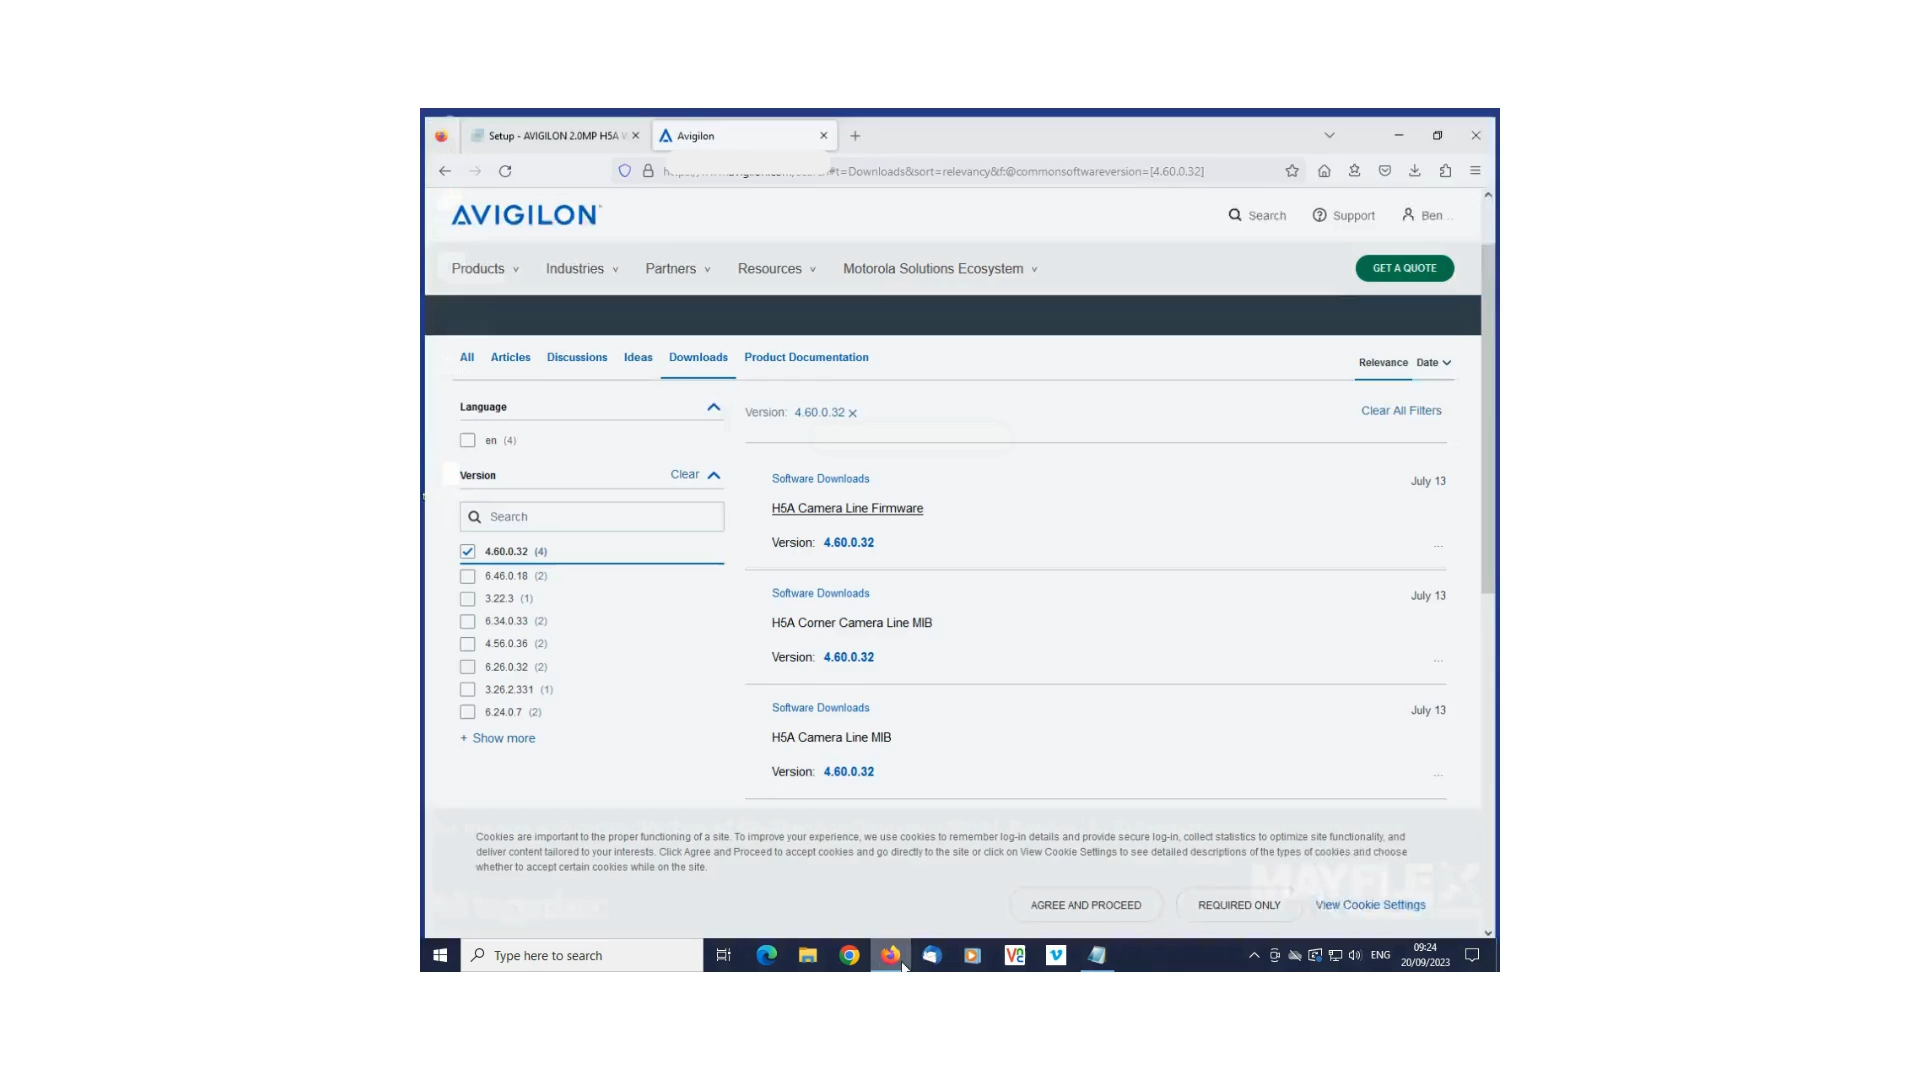 Setup - AVIGILON 2.0MP H5A
Avigilon
#t=Downloads&sort=relevancy&f:@commonsoftwareversion=[4.60.0.32]
AVIGILON
Search
Support
Ben ..
Products
Industries
Partners
Resources
Motorola Solutions Ecosystem
GET A QUOTE
All
Articles
Discussions
Ideas
Downloads
Product Documentation
Relevance
Date
Language
en (4)
Version
Clear
Search
4.60.0.32 (4)
6.46.0.18 (2)
3.22.3 (1)
6.34.0.33 (2)
4.56.0.36 (2)
6.26.0.32 (2)
3.26.2.331 (1)
6.24.0.7 (2)
+ Show more
Version: 4.60.0.32 ×
Clear All Filters
Software Downloads
July 13
H5A Camera Line Firmware
Version: 4.60.0.32
...
Software Downloads
July 13
H5A Corner Camera Line MIB
Version: 4.60.0.32
...
Software Downloads
July 13
H5A Camera Line MIB
Version: 4.60.0.32
...
Cookies are important to the proper functioning of a site. To improve your experience, we use cookies to remember log-in details and provide secure log-in, collect statistics to optimize site functionality, and
deliver content tailored to your interests. Click Agree and Proceed to accept cookies and go directly to the site or click on View Cookie Settings to see detailed descriptions of the types of cookies and choose
whether to accept certain cookies while on the site.
MAYFLEX
AGREE AND PROCEED
REQUIRED ONLY
View Cookie Settings
Type here to search
ENG
09:24
20/09/2023